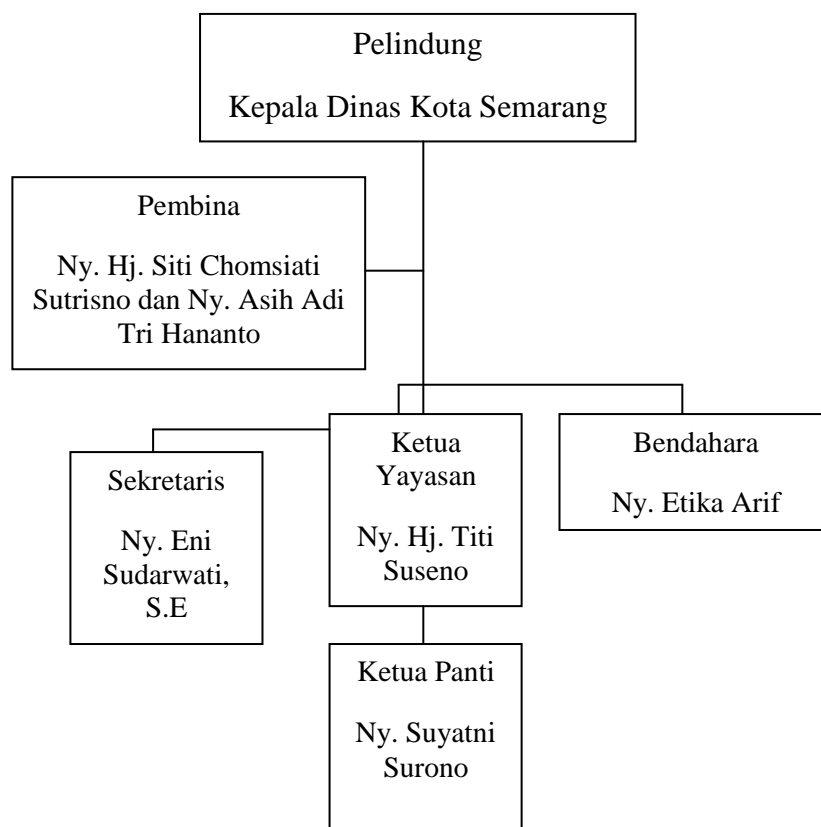 Pelindung
Kepala Dinas Kota Semarang
Pembina
Ny. Hj. Siti Chomsiati
Sutrisno dan Ny. Asih Adi
Tri Hananto
Sekretaris
Ny. Eni
Sudarwati,
S.E
Ketua
Yayasan
Ny. Hj. Titi
Suseno
Bendahara
Ny. Etika Arif
Ketua Panti
Ny. Suyatni
Surono